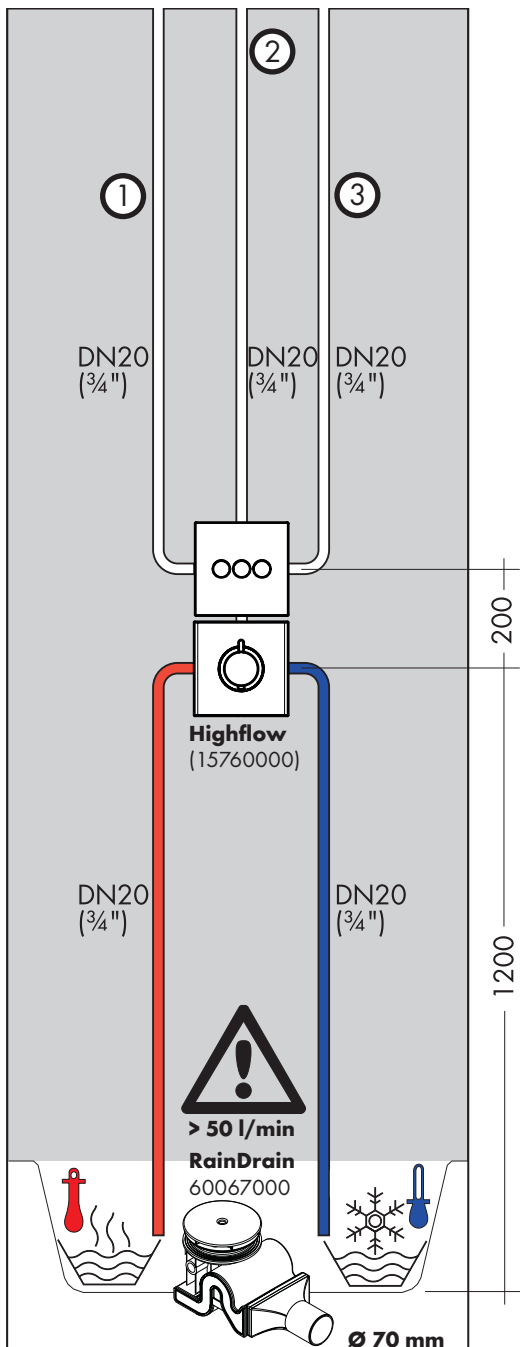 2
1
3
DN20
(¾")
DN20
(¾")
DN20
(¾")
200
Highflow
(15760000)
DN20
(¾")
DN20
(¾")
1200
> 50 l/min
RainDrain
60067000
Ø 70 mm